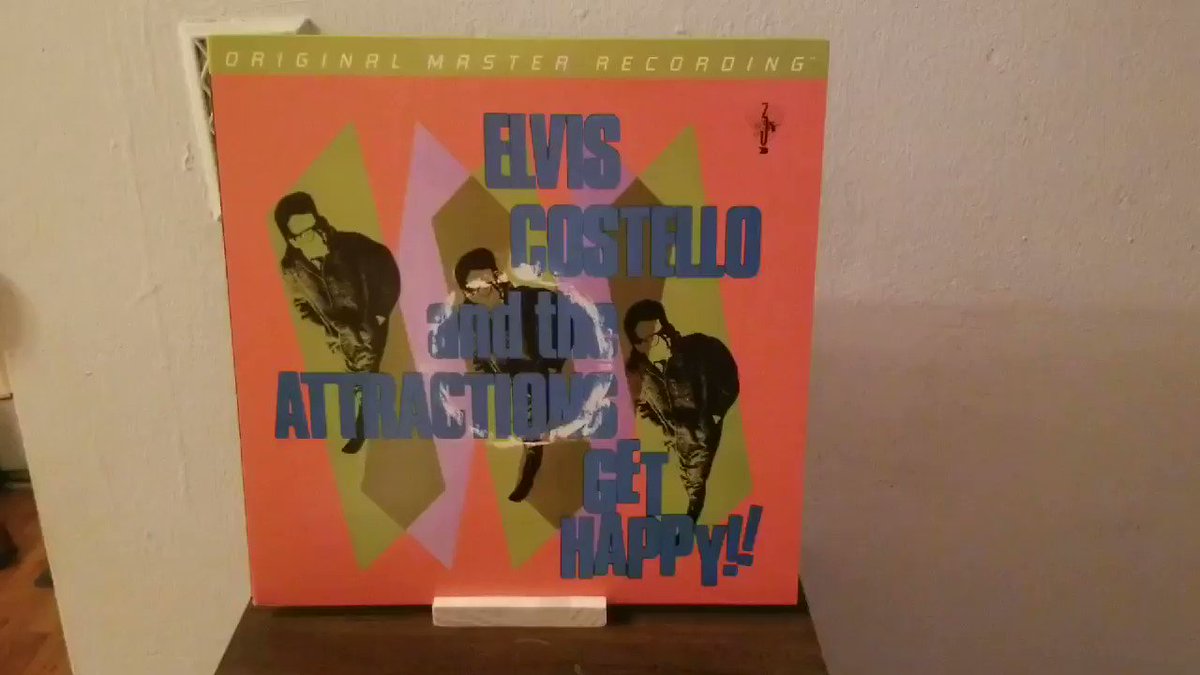 ORIGINAL MASTER RECORDING™
ELVIS
COSTELLO
and the
ATTRACTIONS
GET
HAPPY!!